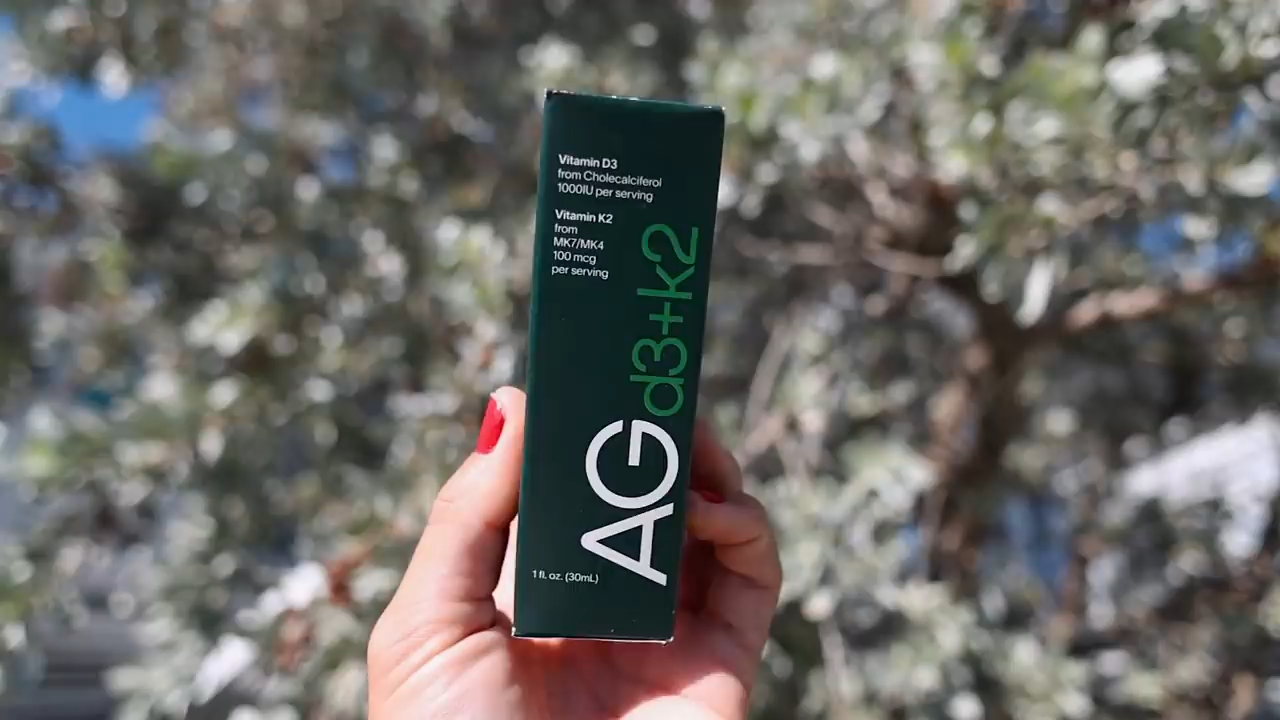 Vitamin D3
from Cholecalciferol
1000IU per serving
Vitamin K2
from
MK7/MK4
100 mcg
per serving
AG d3+k2
1 fl. oz. (30mL)